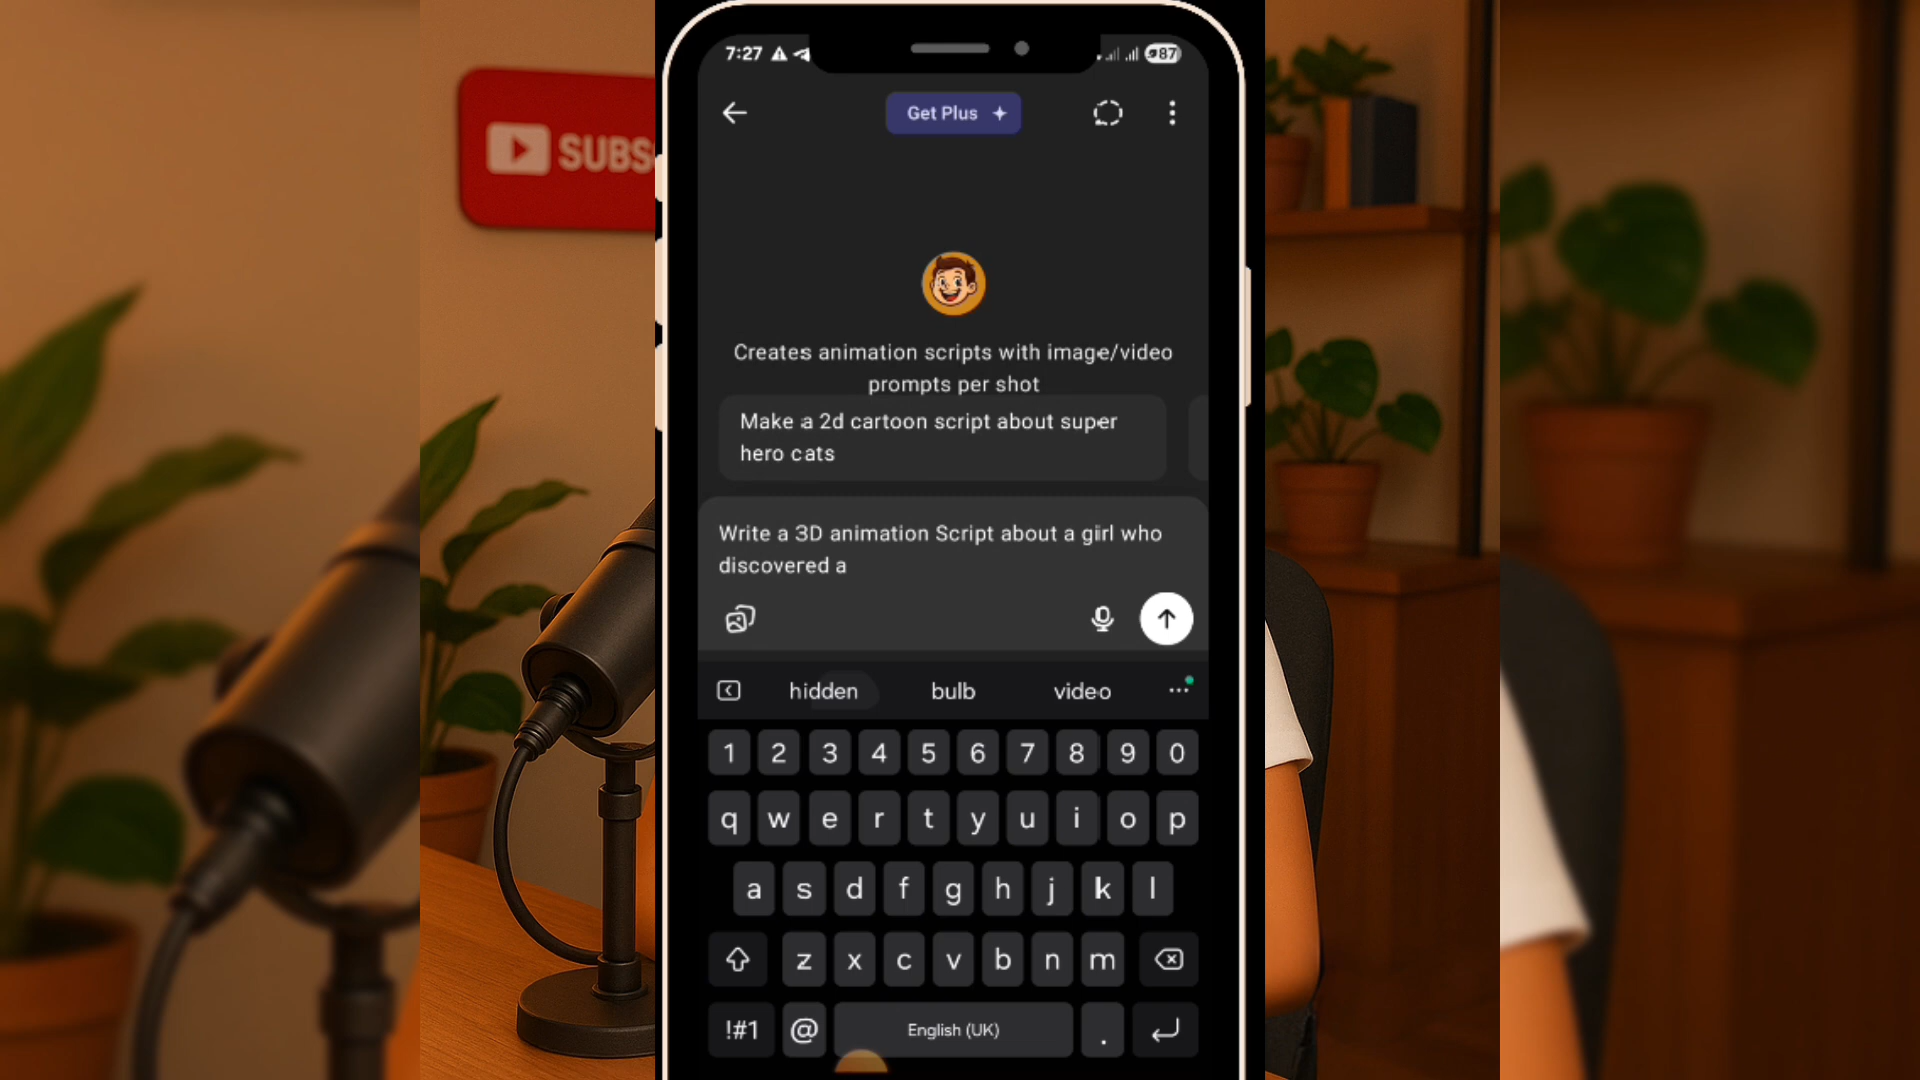 7:27
87
Get Plus
SUBS
Creates animation scripts with image/video
prompts per shot
Make a 2d cartoon script about super
hero cats
Write a 3D animation Script about a girl who
discovered a
hidden bulb video
1 2 3 4 5 6 7 8 9 0
q w e r t y u i o p
a s d f g h j k l
z x c v b n m
!#1 @ English (UK) .